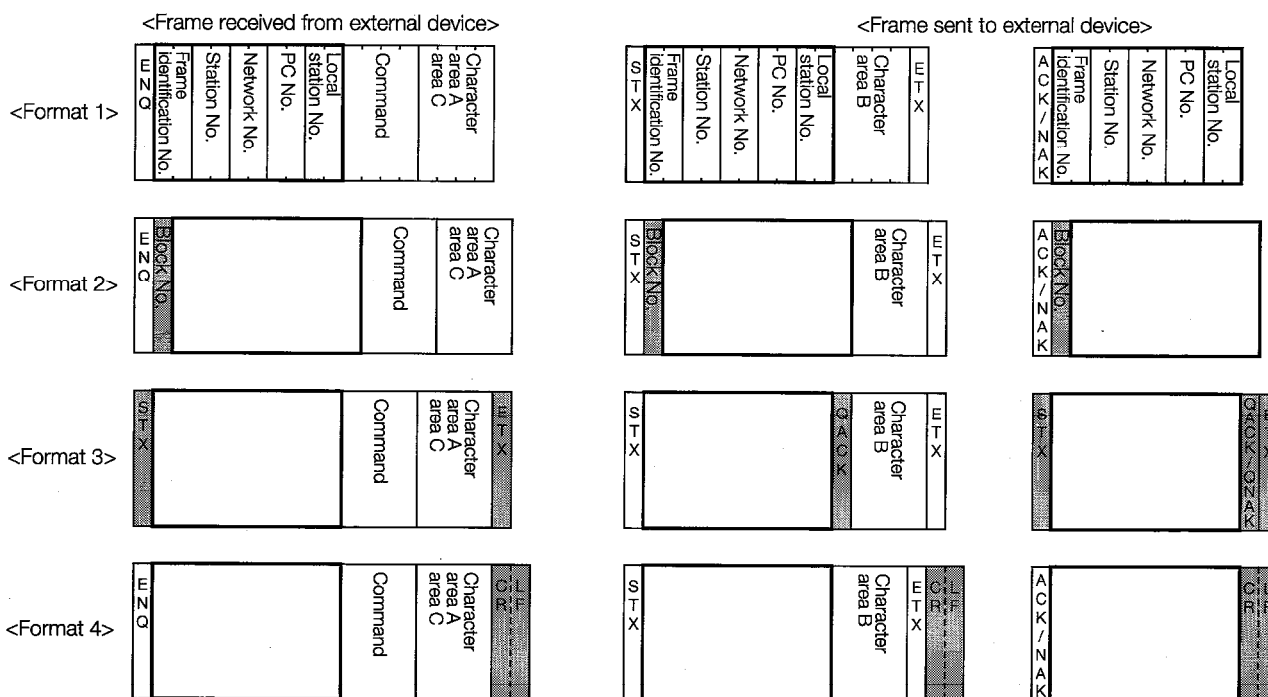 <Frame received from external device>
<Frame sent to external device>
<Format 1>
ENQ
Frame
identification No.
Station No.
Network No.
PC No.
Local
station No.
Command
Character
area A
area C
STX
Frame
identification No.
Station No.
Network No.
PC No.
Local
station No.
Character
area B
ETX
ACK/NAK
Frame
identification No.
Station No.
Network No.
PC No.
Local
station No.
<Format 2>
ENQ
Block No.
Command
Character
area A
area C
STX
Block No.
Character
area B
ETX
ACK/NAK
Block No.
<Format 3>
STX
Command
Character
area A
area C
ETX
STX
QACK
Character
area B
ETX
STX
QACK/QNAK
<Format 4>
ENQ
Command
Character
area A
area C
CR
LF
STX
Character
area B
ETX
CR
LF
ACK/NAK
CR